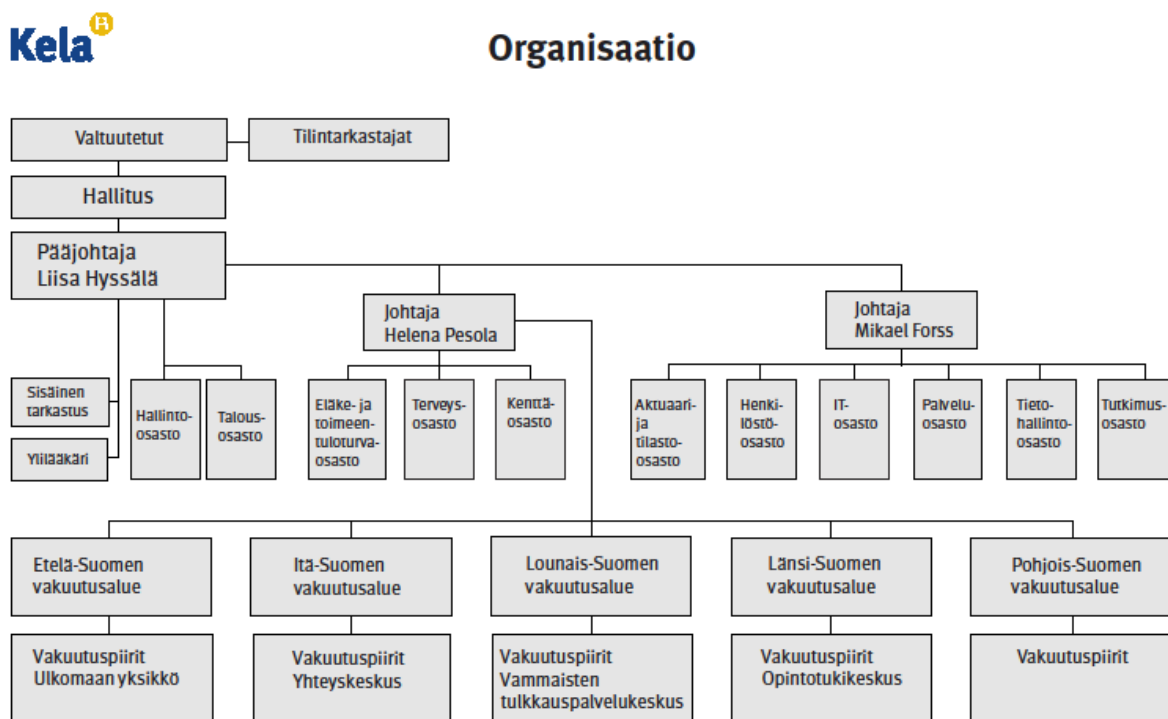 Kela
Organisaatio
Valtuutetut
Tilintarkastajat
Hallitus
Pääjohtaja
Liisa Hyssälä
Johtaja
Helena Pesola
Johtaja
Mikael Forss
Sisäinen
tarkastus
Ylilääkäri
Hallinto-
osasto
Talous-
osasto
Eläke- ja
toimeen-
tuloturva-
osasto
Terveys-
osasto
Kenttä-
osasto
Aktuaari-
ja
tilasto-
osasto
Henki-
löstö-
osasto
IT-
osasto
Palvelu-
osasto
Tieto-
hallinto-
osasto
Tutkimus-
osasto
Etelä-Suomen
vakuutusalue
Itä-Suomen
vakuutusalue
Lounais-Suomen
vakuutusalue
Länsi-Suomen
vakuutusalue
Pohjois-Suomen
vakuutusalue
Vakuutuspiirit
Ulkomaan yksikkö
Vakuutuspiirit
Yhteyskeskus
Vakuutuspiirit
Vammaisten
tulkkauspalvelukeskus
Vakuutuspiirit
Opintotukikeskus
Vakuutuspiirit